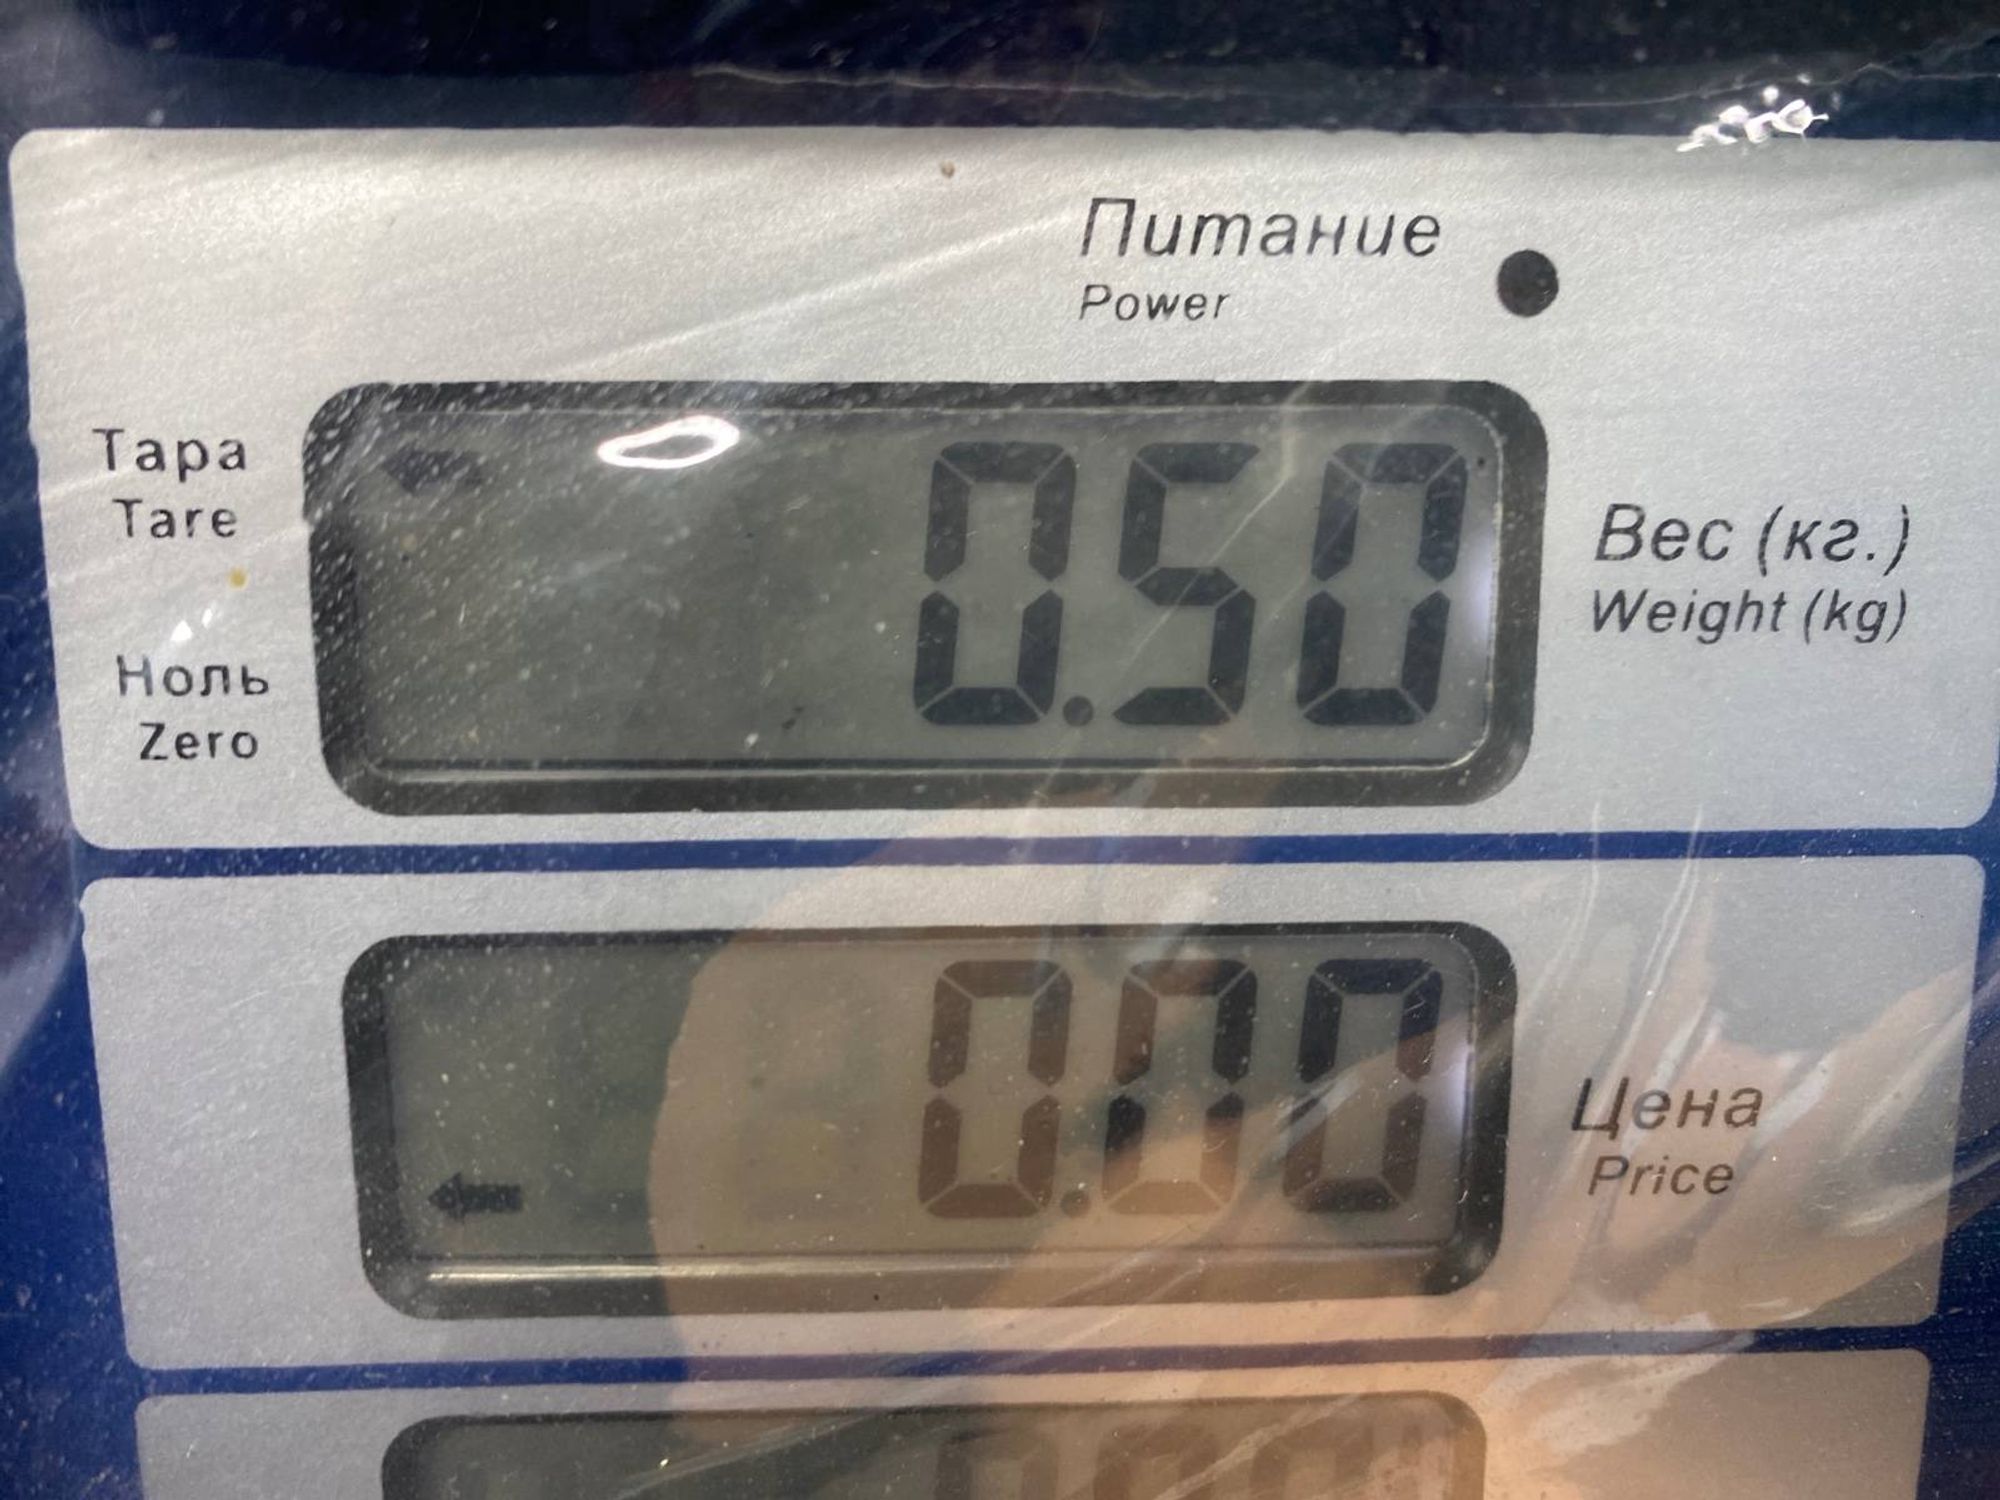 Питание
Power
Тара
Tare
0.50
Вес (кг.)
Weight (kg)
Ноль
Zero
0.00
Цена
Price